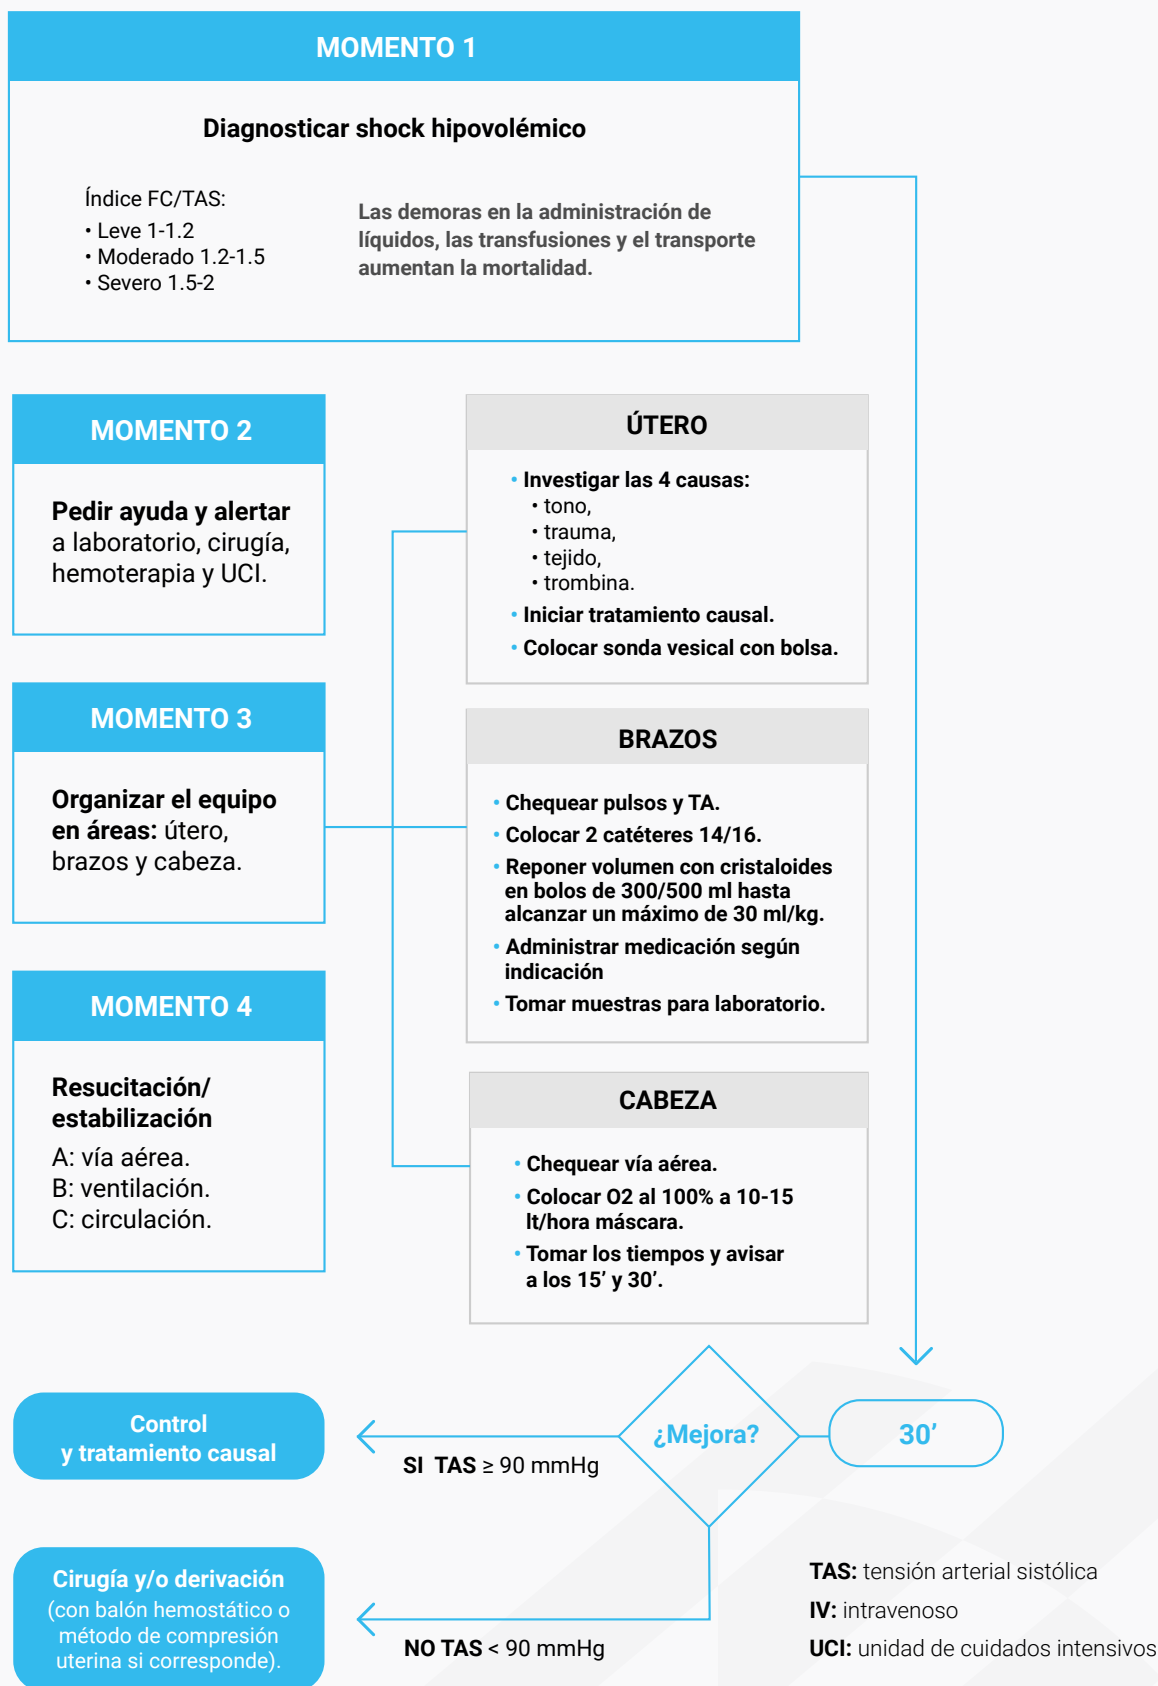 MOMENTO 1
Diagnosticar shock hipovolémico
Índice FC/TAS:
• Leve 1-1.2
• Moderado 1.2-1.5
• Severo 1.5-2
Las demoras en la administración de
líquidos, las transfusiones y el transporte
aumentan la mortalidad.
MOMENTO 2
Pedir ayuda y alertar
a laboratorio, cirugía,
hemoterapia y UCI.
MOMENTO 3
Organizar el equipo
en áreas: útero,
brazos y cabeza.
MOMENTO 4
Resucitación/
estabilización
A: vía aérea.
B: ventilación.
C: circulación.
ÚTERO
• Investigar las 4 causas:
• tono,
• trauma,
• tejido,
• trombina.
• Iniciar tratamiento causal.
• Colocar sonda vesical con bolsa.
BRAZOS
• Chequear pulsos y TA.
• Colocar 2 catéteres 14/16.
• Reponer volumen con cristaloides
en bolos de 300/500 ml hasta
alcanzar un máximo de 30 ml/kg.
• Administrar medicación según
indicación
• Tomar muestras para laboratorio.
CABEZA
• Chequear vía aérea.
• Colocar O2 al 100% a 10-15
lt/hora máscara.
• Tomar los tiempos y avisar
a los 15’ y 30’.
30’
¿Mejora?
SI TAS ≥ 90 mmHg
Control
y tratamiento causal
NO TAS < 90 mmHg
Cirugía y/o derivación
(con balón hemostático o
método de compresión
uterina si corresponde).
TAS: tensión arterial sistólica
IV: intravenoso
UCI: unidad de cuidados intensivos